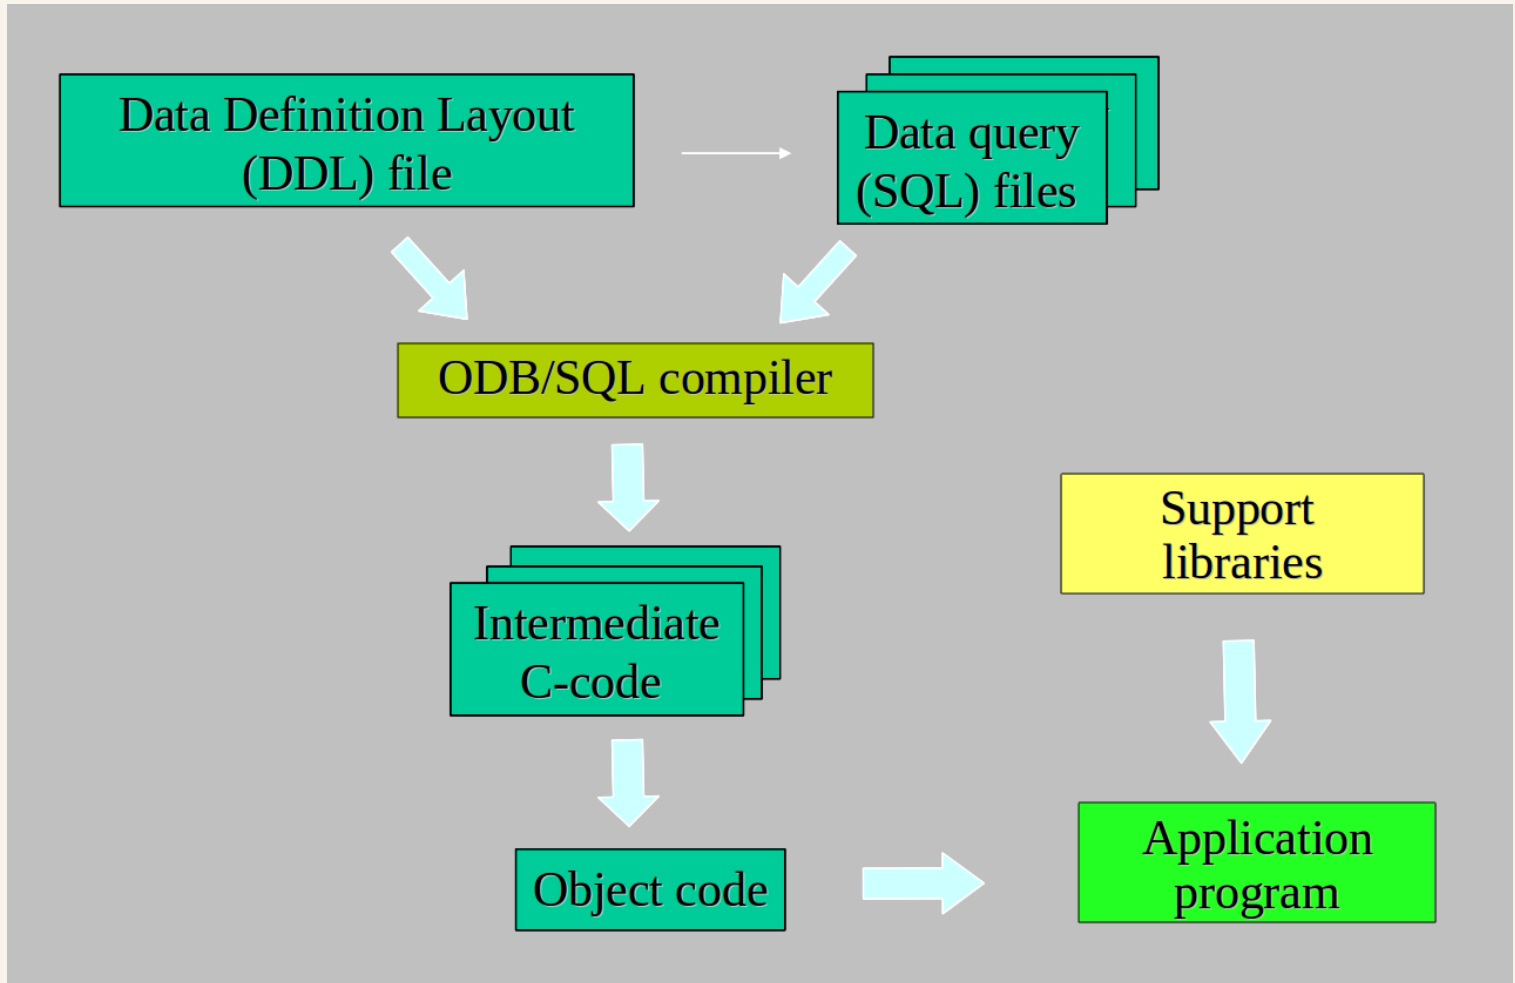 Data Definition Layout
(DDL) file
Data query
(SQL) files
ODB/SQL compiler
Support
libraries
Intermediate
C-code
Application
program
Object code